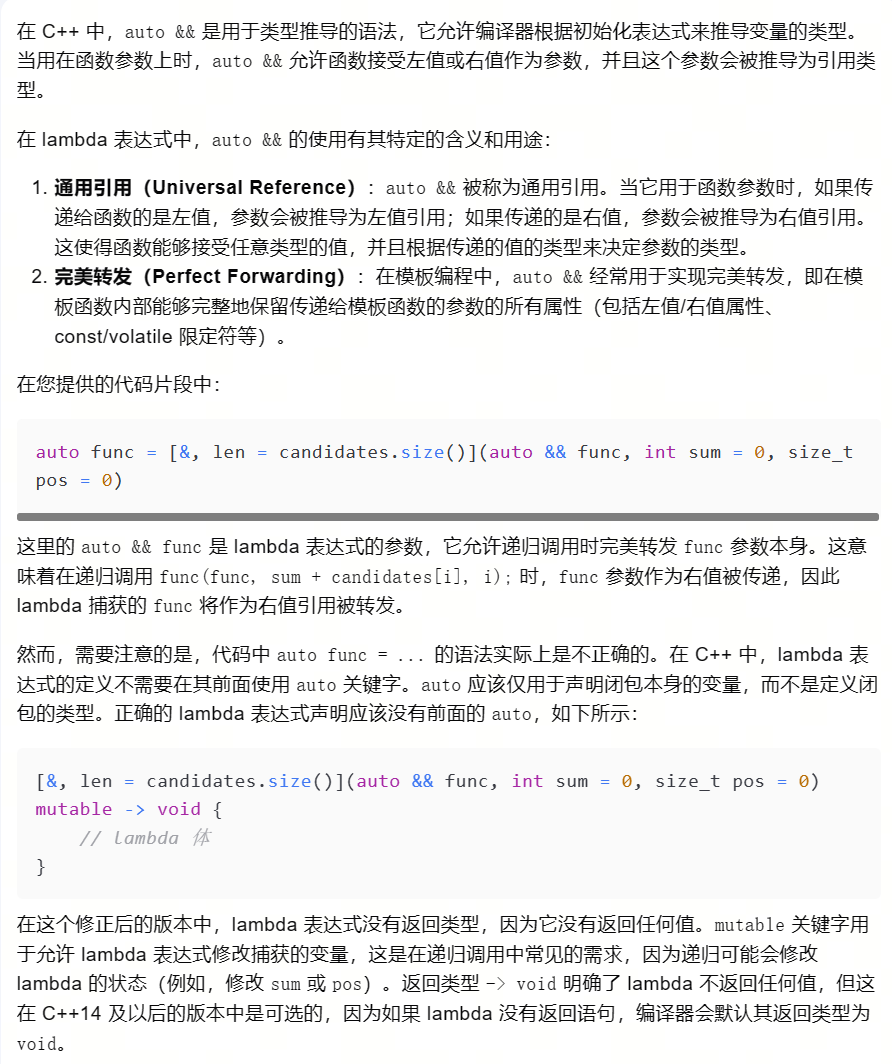 在 C++ 中，auto && 是用于类型推导的语法，它允许编译器根据初始化表达式来推导变量的类型。
当用在函数参数上时，auto && 允许函数接受左值或右值作为参数，并且这个参数会被推导为引用类
型。
在 lambda 表达式中，auto && 的使用有其特定的含义和用途：
1. 通用引用（Universal Reference）：auto && 被称为通用引用。当它用于函数参数时，如果传
递给函数的是左值，参数会被推导为左值引用；如果传递的是右值，参数会被推导为右值引用。
这使得函数能够接受任意类型的值，并且根据传递的值的类型来决定参数的类型。
2. 完美转发（Perfect Forwarding）：在模板编程中，auto && 经常用于实现完美转发，即在模
板函数内部能够完整地保留传递给模板函数的参数的所有属性（包括左值/右值属性、
const/volatile 限定符等）。
在您提供的代码片段中：
auto func = [&, len = candidates.size()](auto && func, int sum = 0, size_t
pos = 0)
这里的 auto && func 是 lambda 表达式的参数，它允许递归调用时完美转发 func 参数本身。这意
味着在递归调用 func(func, sum + candidates[i], i); 时，func 参数作为右值被传递，因此
lambda 捕获的 func 将作为右值引用被转发。
然而，需要注意的是，代码中 auto func = ... 的语法实际上是不正确的。在 C++ 中，lambda 表
达式的定义不需要在其前面使用 auto 关键字。auto 应该仅用于声明闭包本身的变量，而不是定义闭
包的类型。正确的 lambda 表达式声明应该没有前面的 auto，如下所示：
[&, len = candidates.size()](auto && func, int sum = 0, size_t pos = 0)
mutable -> void {
    // lambda 体
}
在这个修正后的版本中，lambda 表达式没有返回类型，因为它没有返回任何值。mutable 关键字用
于允许 lambda 表达式修改捕获的变量，这是在递归调用中常见的需求，因为递归可能会修改
lambda 的状态（例如，修改 sum 或 pos）。返回类型 -> void 明确了 lambda 不返回任何值，但这
在 C++14 及以后的版本中是可选的，因为如果 lambda 没有返回语句，编译器会默认其返回类型为
void。